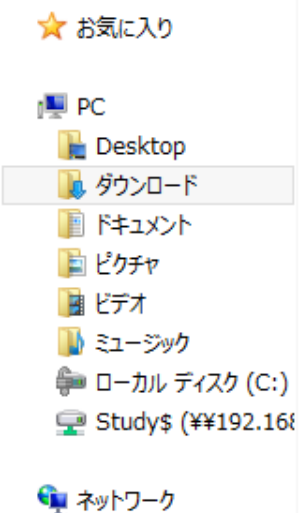 お気に入り
PC
Desktop
ダウンロード
ドキュメント
ピクチャ
ビデオ
ミュージック
ローカル ディスク (C:)
Study$ (¥¥192.168
ネットワーク